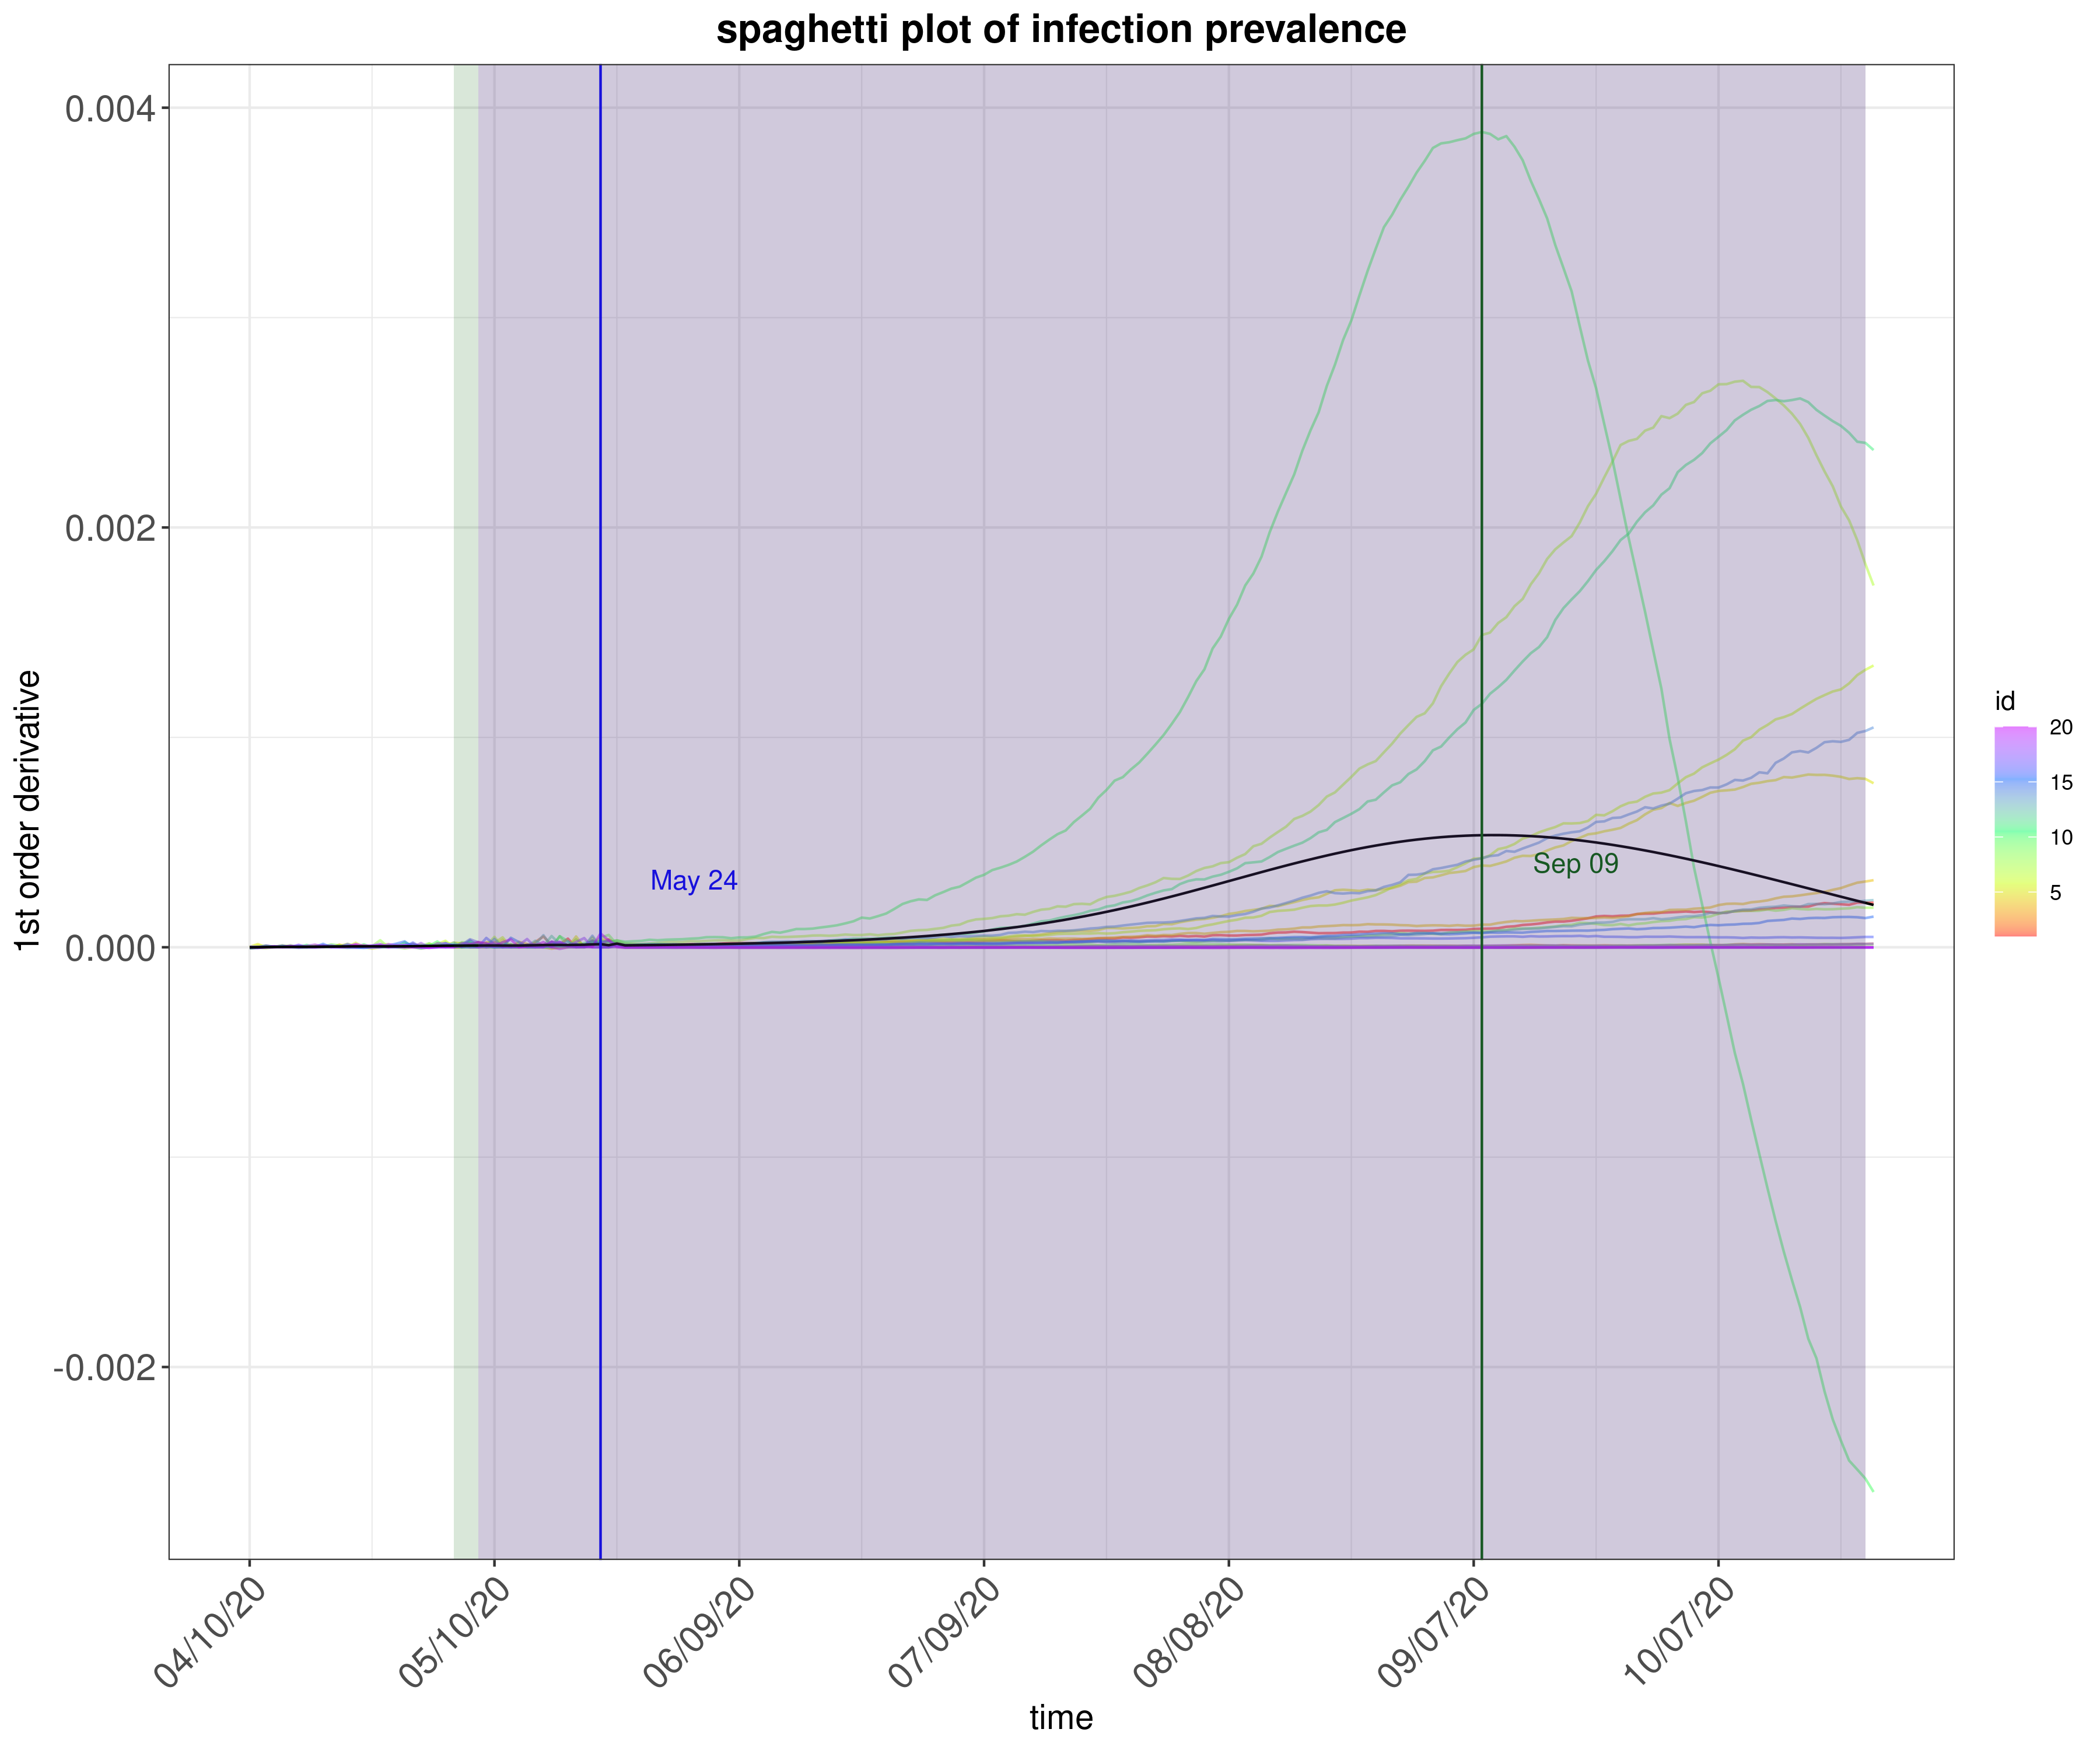 spaghetti plot of infection prevalence
0.004
0.002
0.000
-0.002
1st order derivative
May 24
Sep 09
04/10/20
05/10/20
06/09/20
07/09/20
08/08/20
09/07/20
10/07/20
time
id
20
15
10
5